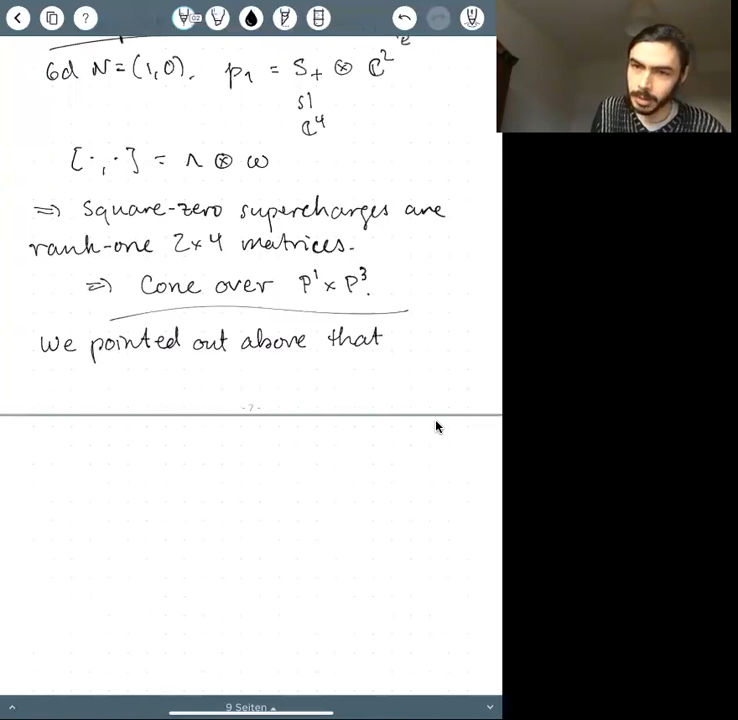 6d N=(1,0). p₁ = S₊ ⊗ ℂ²
S|
ℂ⁴
[·,·] = ∧ ⊗ ω
⇒ Square-zero supercharges are
rank-one 2×4 matrices.
⇒ Cone over P¹ × P³.
We pointed out above that
- 7 -
9 Seiten